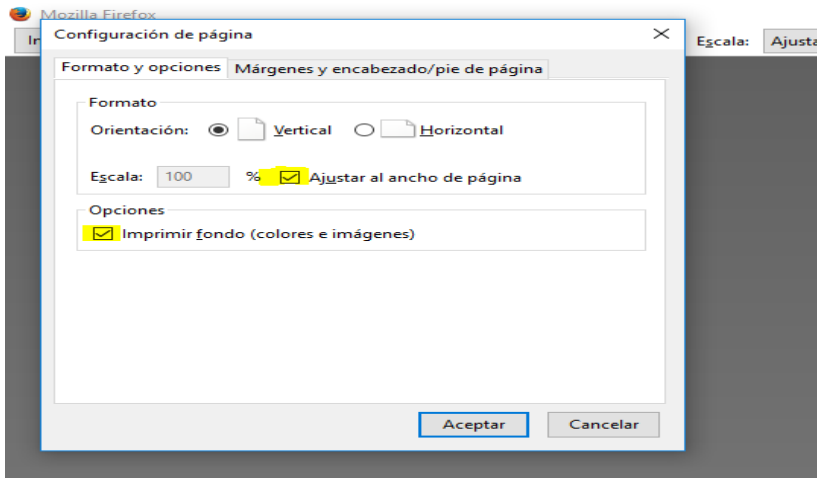 Mozilla Firefox
Configuración de página
Escala: Ajusta
Formato y opciones Márgenes y encabezado/pie de página
Formato
Orientación: Vertical Horizontal
Escala: 100 % Ajustar al ancho de página
Opciones
Imprimir fondo (colores e imágenes)
Aceptar Cancelar